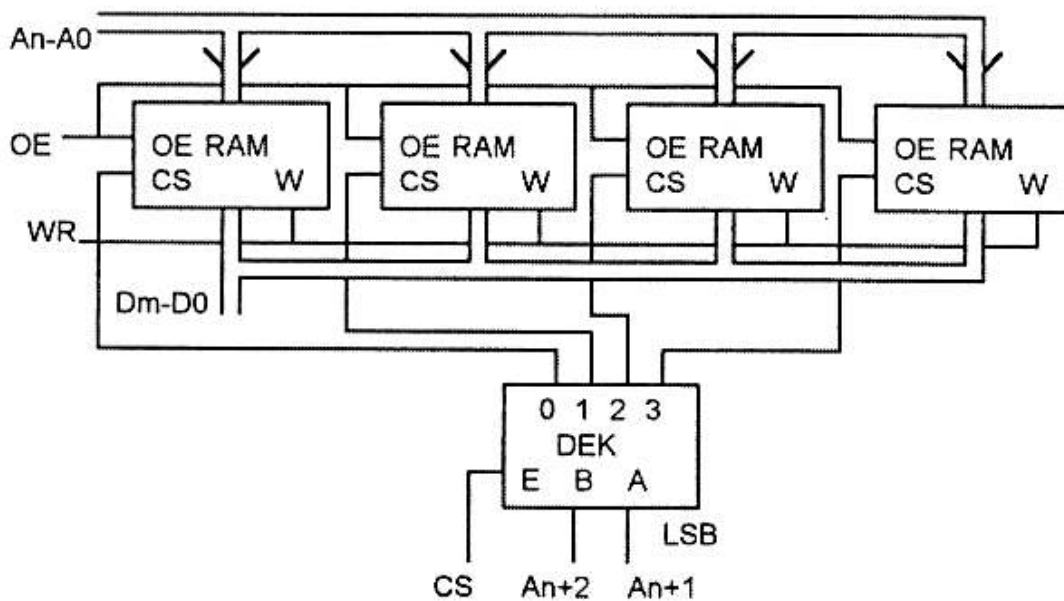 An-A0
OE OE RAM OE RAM OE RAM OE RAM
CS W CS W CS W CS W
WR
Dm-D0
0 1 2 3
DEK
E B A
LSB
CS An+2 An+1